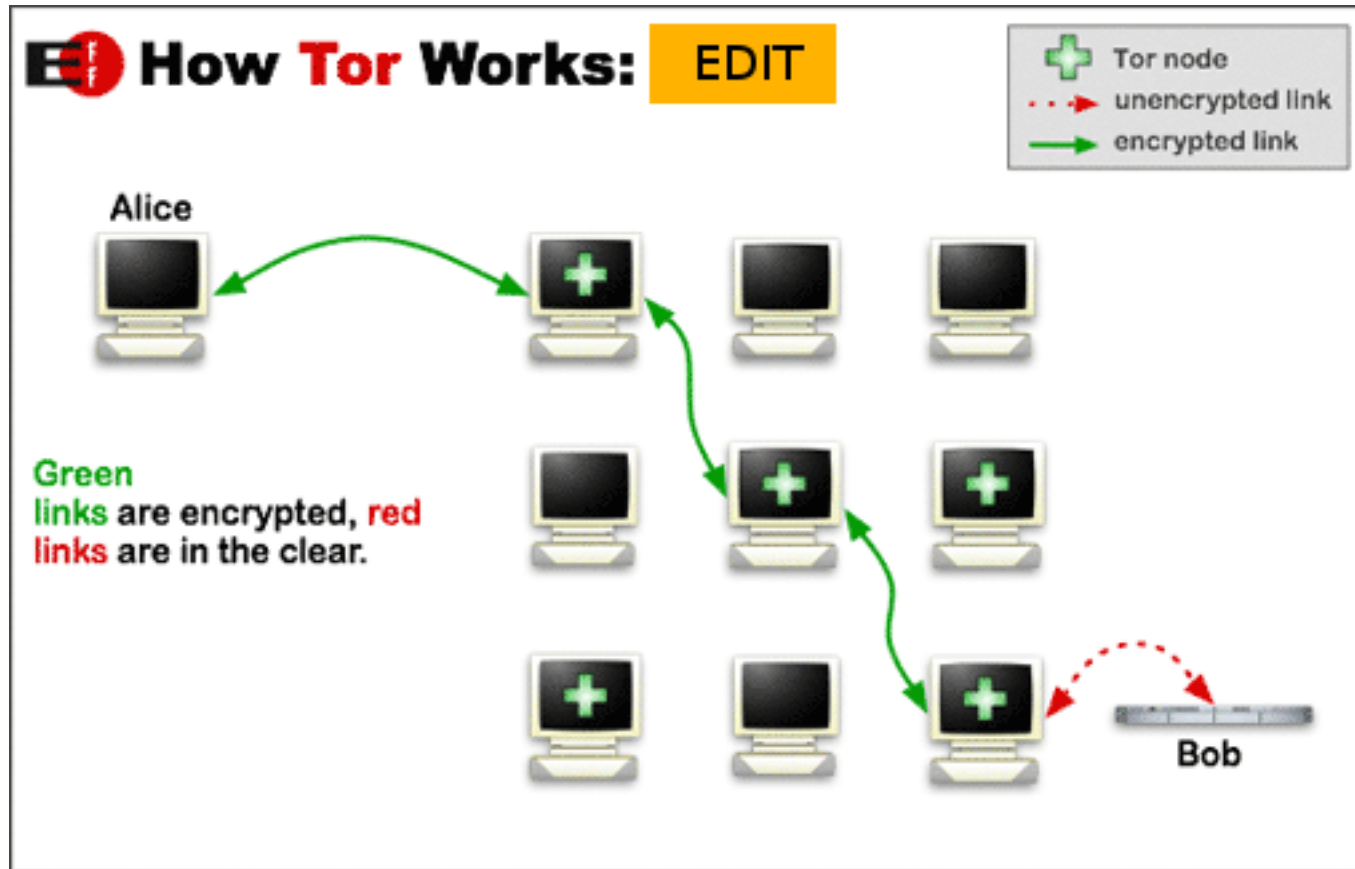 EFF How Tor Works: EDIT
Tor node
unencrypted link
encrypted link
Alice
Green
links are encrypted, red
links are in the clear.
Bob